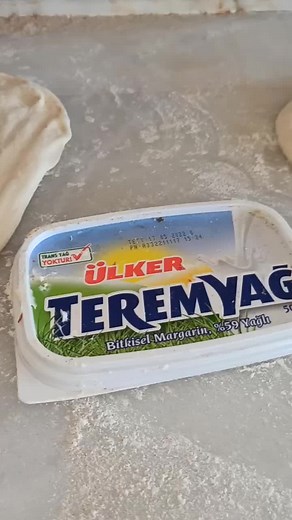 TRANS YAĞ
YOKTUR!
ÜLKER
TEREMYAĞ
Bitkisel Margarin, %59 Yağlı